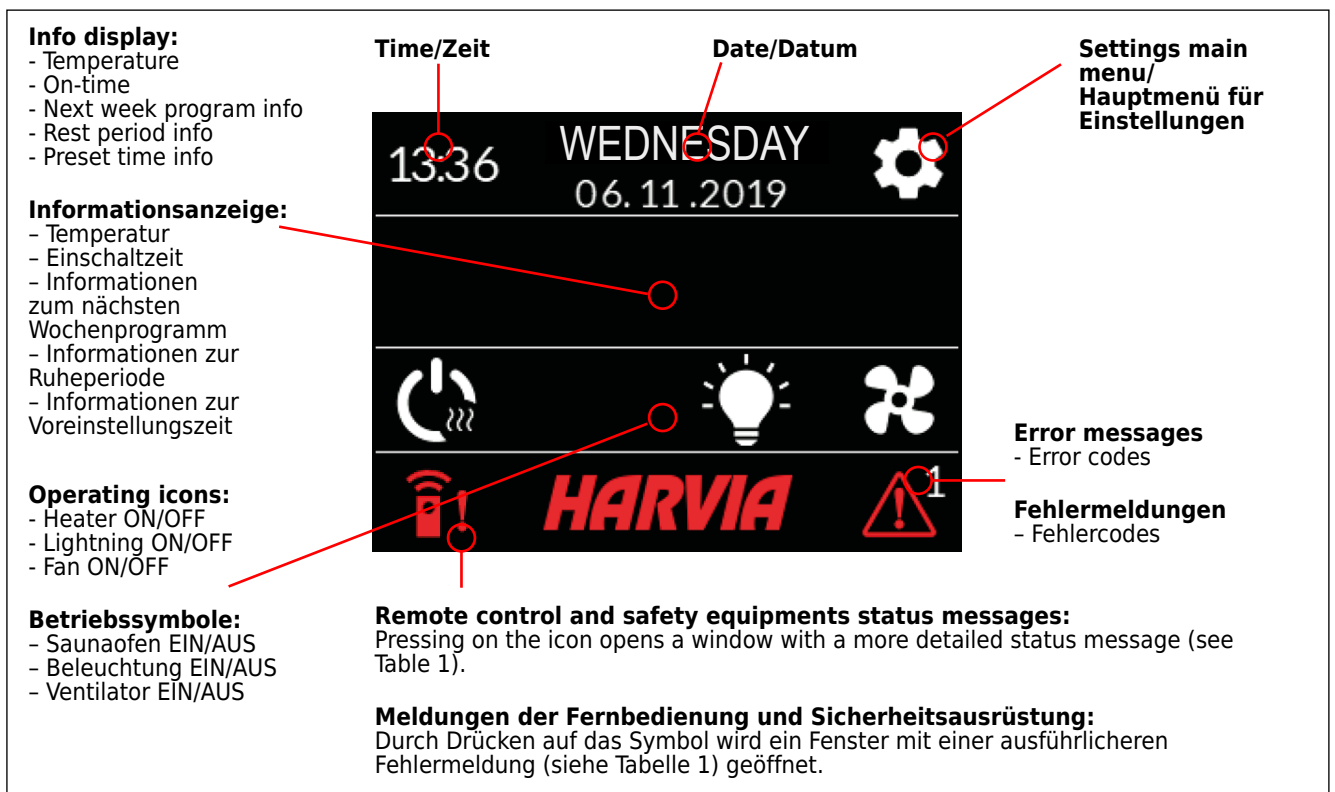 Info display:
- Temperature
- On-time
- Next week program info
- Rest period info
- Preset time info
Informationsanzeige:
– Temperatur
– Einschaltzeit
– Informationen
zum nächsten
Wochenprogramm
– Informationen zur
Ruheperiode
– Informationen zur
Voreinstellungszeit
Operating icons:
- Heater ON/OFF
- Lightning ON/OFF
- Fan ON/OFF
Betriebssymbole:
– Saunaofen EIN/AUS
– Beleuchtung EIN/AUS
– Ventilator EIN/AUS
Time/Zeit
Date/Datum
Settings main
menu/
Hauptmenü für
Einstellungen
13:36
WEDNESDAY
06. 11 .2019
HARVIA
1
Error messages
- Error codes
Fehlermeldungen
– Fehlercodes
Remote control and safety equipments status messages:
Pressing on the icon opens a window with a more detailed status message (see
Table 1).
Meldungen der Fernbedienung und Sicherheitsausrüstung:
Durch Drücken auf das Symbol wird ein Fenster mit einer ausführlicheren
Fehlermeldung (siehe Tabelle 1) geöffnet.